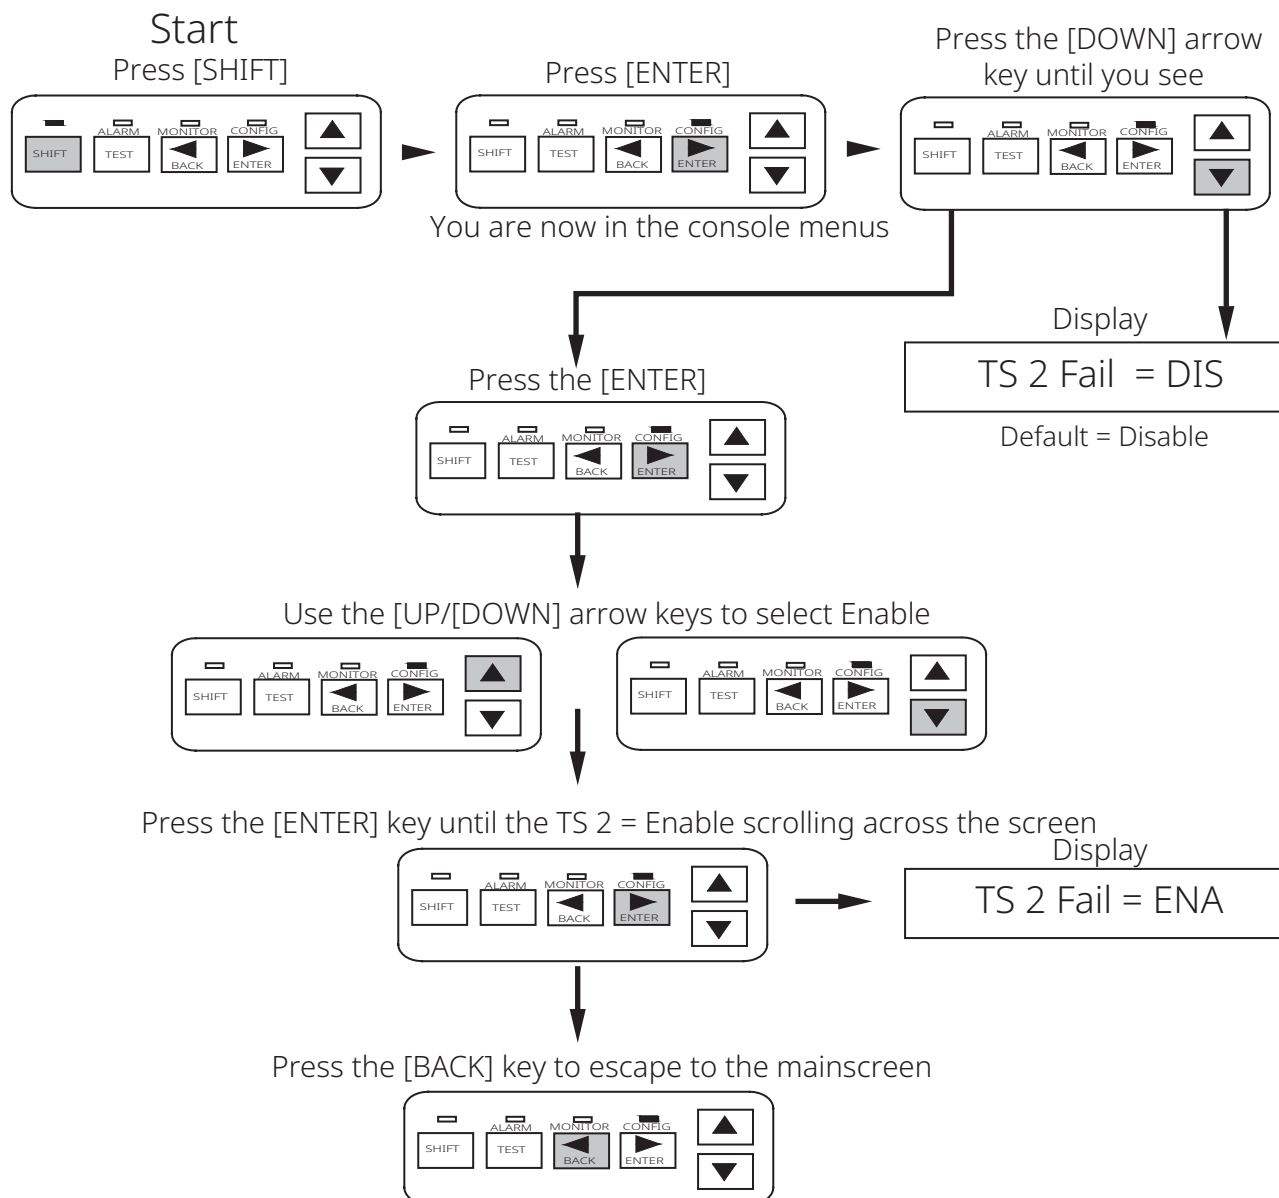 Start
Press [SHIFT]
ALARM MONITOR CONFIG
SHIFT TEST BACK ENTER
Press [ENTER]
ALARM MONITOR CONFIG
SHIFT TEST BACK ENTER
You are now in the console menus
Press the [DOWN] arrow
key until you see
ALARM MONITOR CONFIG
SHIFT TEST BACK ENTER
Display
TS 2 Fail = DIS
Default = Disable
Press the [ENTER]
ALARM MONITOR CONFIG
SHIFT TEST BACK ENTER
Use the [UP/[DOWN] arrow keys to select Enable
ALARM MONITOR CONFIG
SHIFT TEST BACK ENTER
ALARM MONITOR CONFIG
SHIFT TEST BACK ENTER
Press the [ENTER] key until the TS 2 = Enable scrolling across the screen
ALARM MONITOR CONFIG
SHIFT TEST BACK ENTER
Display
TS 2 Fail = ENA
Press the [BACK] key to escape to the mainscreen
ALARM MONITOR CONFIG
SHIFT TEST BACK ENTER